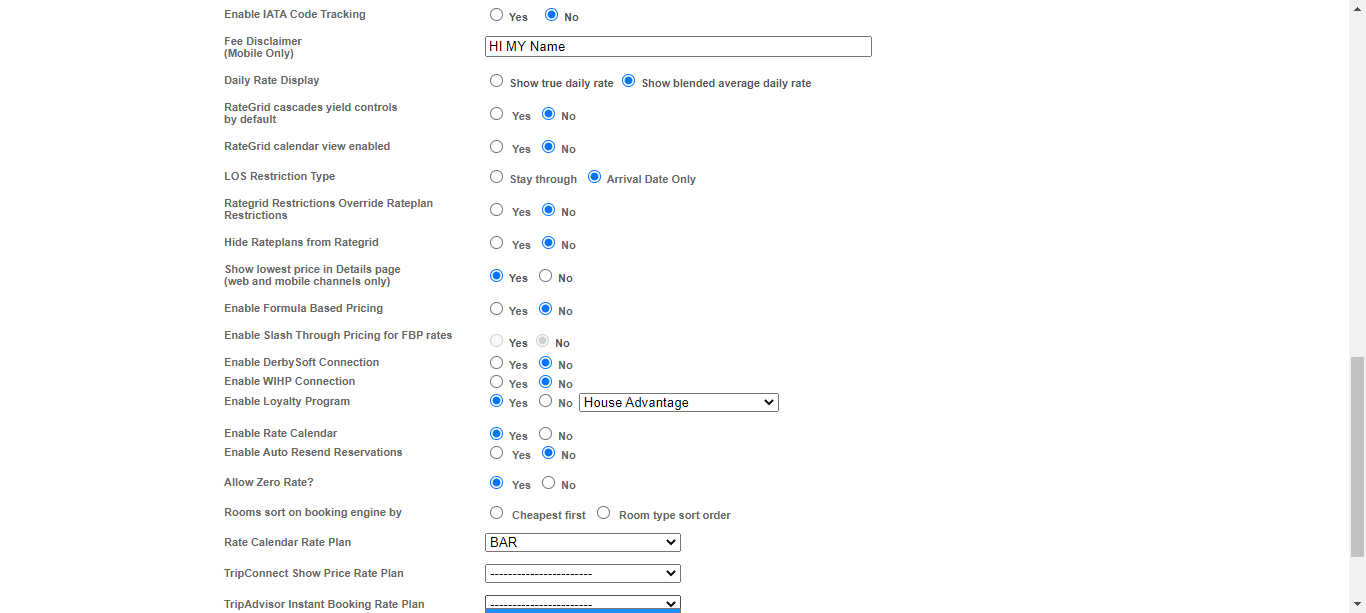 Enable IATA Code Tracking Yes No
Fee Disclaimer
(Mobile Only) HI MY Name
Daily Rate Display Show true daily rate Show blended average daily rate
RateGrid cascades yield controls
by default Yes No
RateGrid calendar view enabled Yes No
LOS Restriction Type Stay through Arrival Date Only
Rategrid Restrictions Override Rateplan
Restrictions Yes No
Hide Rateplans from Rategrid Yes No
Show lowest price in Details page
(web and mobile channels only) Yes No
Enable Formula Based Pricing Yes No
Enable Slash Through Pricing for FBP rates Yes No
Enable DerbySoft Connection Yes No
Enable WIHP Connection Yes No
Enable Loyalty Program Yes No House Advantage
Enable Rate Calendar Yes No
Enable Auto Resend Reservations Yes No
Allow Zero Rate? Yes No
Rooms sort on booking engine by Cheapest first Room type sort order
Rate Calendar Rate Plan BAR
TripConnect Show Price Rate Plan -----------------------
TripAdvisor Instant Booking Rate Plan -----------------------